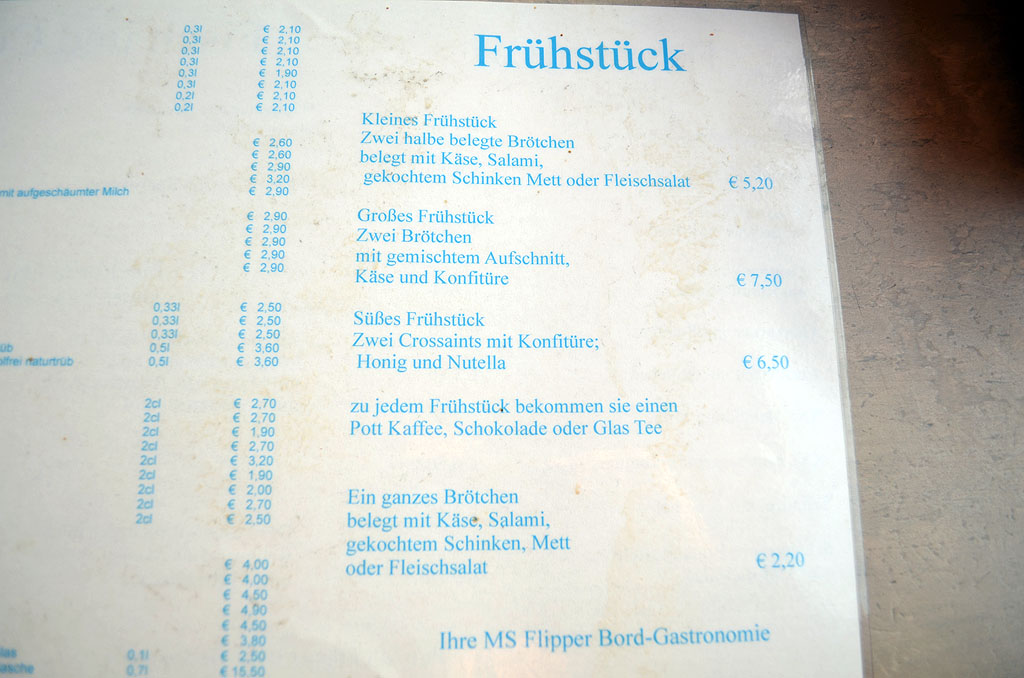 0,3l € 2,10
0,3l € 2,10
0,3l € 2,10
0,3l € 2,10
0,3l € 1,90
0,3l € 2,10
0,2l € 2,10
0,2l € 2,10
€ 2,60
€ 2,60
€ 2,90
€ 3,20
mit aufgeschäumter Milch € 2,90
€ 2,90
€ 2,90
€ 2,90
€ 2,90
€ 2,90
0,33l € 2,50
0,33l € 2,50
0,33l € 2,50
0,5l € 3,60
naturtrüb 0,5l € 3,60
2cl € 2,70
2cl € 2,70
2cl € 1,90
2cl € 2,70
2cl € 3,20
2cl € 1,90
2cl € 2,00
2cl € 2,70
2cl € 2,50
€ 4,00
€ 4,00
€ 4,50
€ 4,90
€ 4,50
€ 3,80
0,1l € 2,50
0,7l € 15,50
Frühstück
Kleines Frühstück
Zwei halbe belegte Brötchen
belegt mit Käse, Salami,
gekochtem Schinken Mett oder Fleischsalat € 5,20
Großes Frühstück
Zwei Brötchen
mit gemischtem Aufschnitt,
Käse und Konfitüre € 7,50
Süßes Frühstück
Zwei Crossaints mit Konfitüre;
Honig und Nutella € 6,50
zu jedem Frühstück bekommen sie einen
Pott Kaffee, Schokolade oder Glas Tee
Ein ganzes Brötchen
belegt mit Käse, Salami,
gekochtem Schinken, Mett
oder Fleischsalat € 2,20
Ihre MS Flipper Bord-Gastronomie